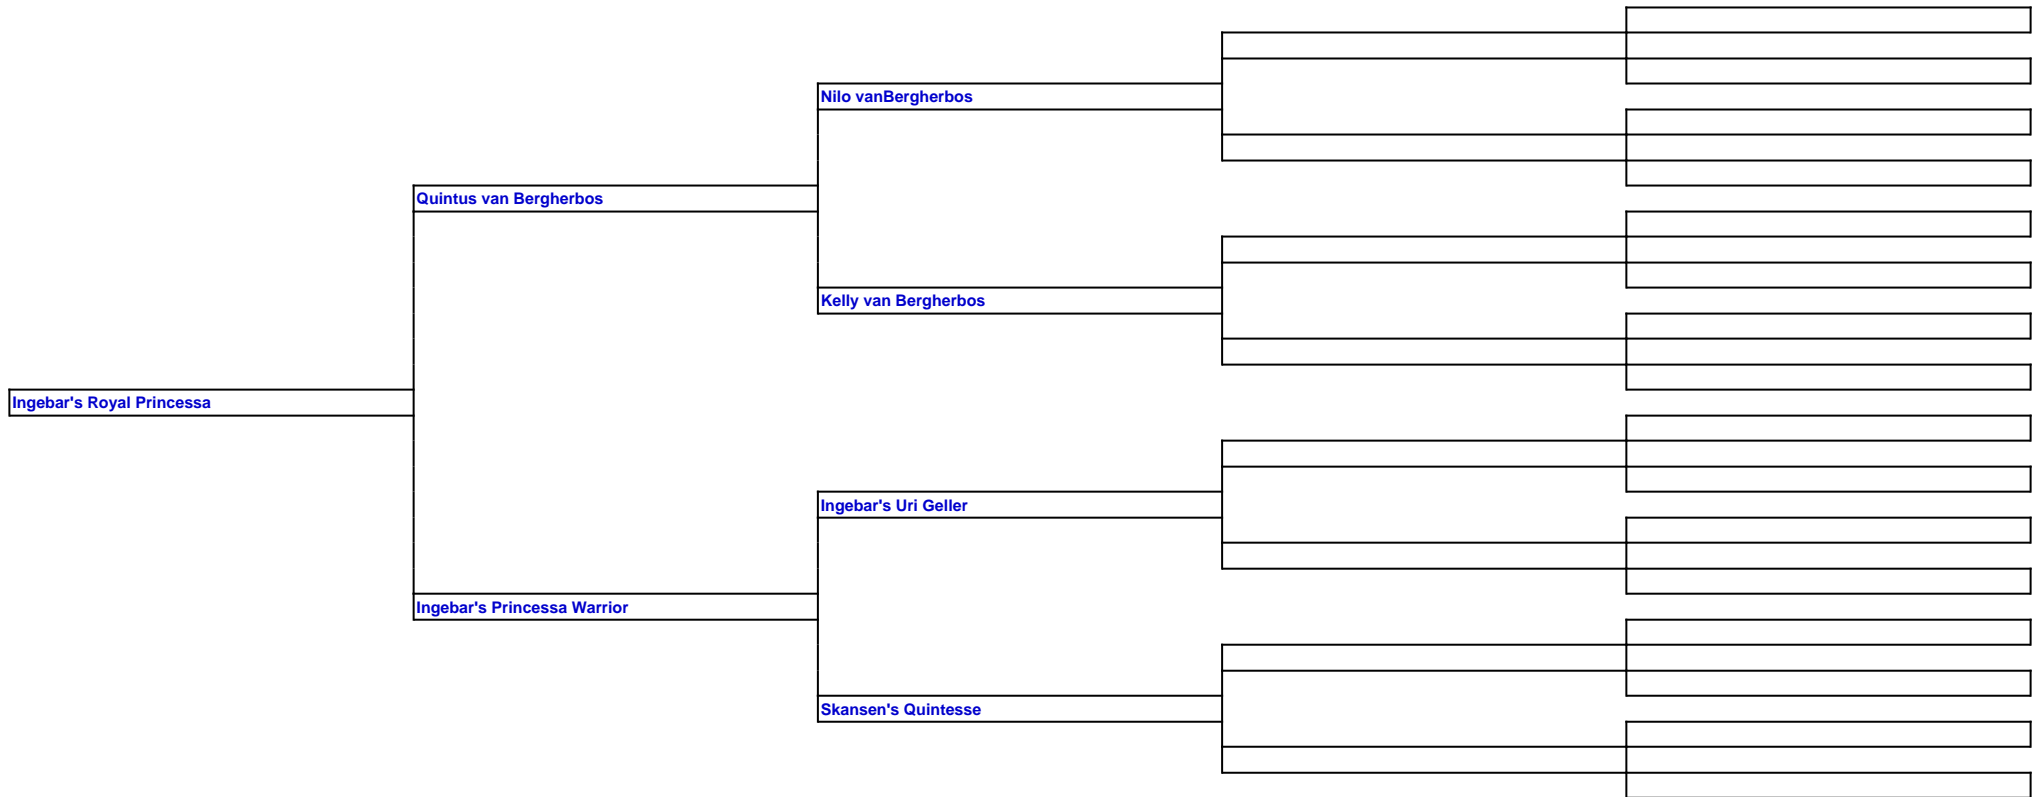 Nilo vanBergherbos
Quintus van Bergherbos
Kelly van Bergherbos
Ingebar's Royal Princessa
Ingebar's Uri Geller
Ingebar's Princessa Warrior
Skansen's Quintesse